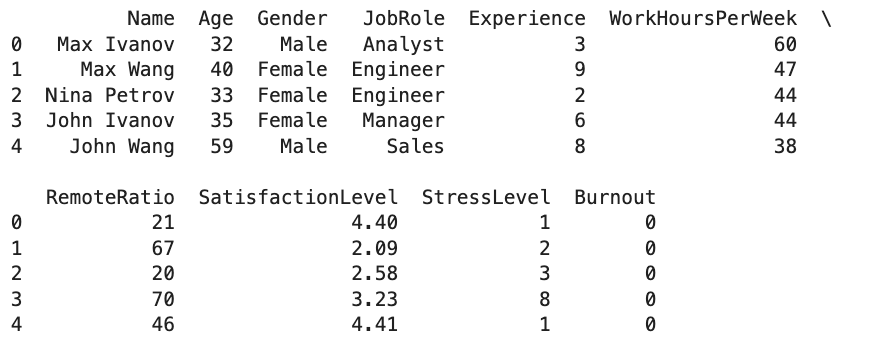 Name Age Gender JobRole Experience WorkHoursPerWeek \
0 Max Ivanov 32 Male Analyst 3 60
1 Max Wang 40 Female Engineer 9 47
2 Nina Petrov 33 Female Engineer 2 44
3 John Ivanov 35 Female Manager 6 44
4 John Wang 59 Male Sales 8 38
RemoteRatio SatisfactionLevel StressLevel Burnout
0 21 4.40 1 0
1 67 2.09 2 0
2 20 2.58 3 0
3 70 3.23 8 0
4 46 4.41 1 0